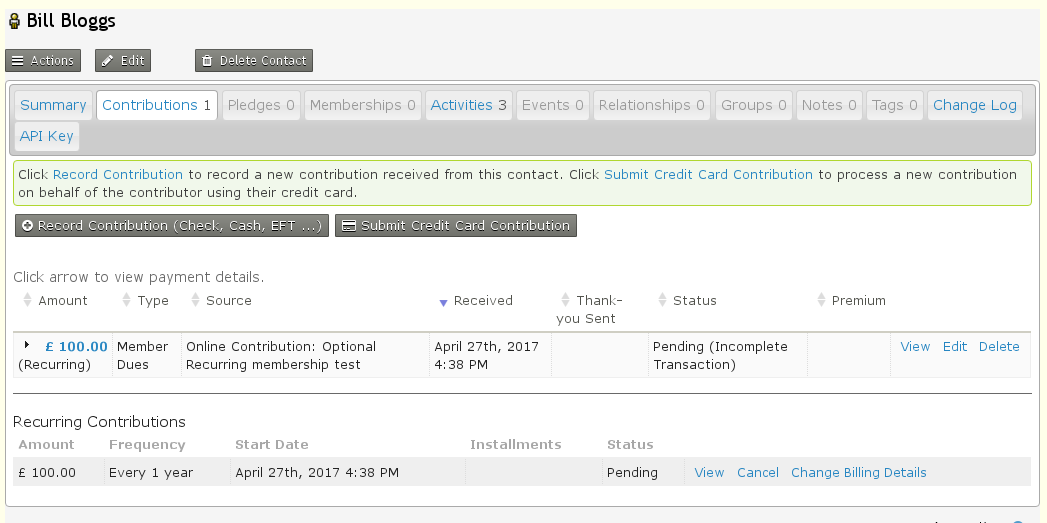 Bill Bloggs
Actions Edit Delete Contact
Summary Contributions 1 Pledges 0 Memberships 0 Activities 3 Events 0 Relationships 0 Groups 0 Notes 0 Tags 0 Change Log
API Key
Click Record Contribution to record a new contribution received from this contact. Click Submit Credit Card Contribution to process a new contribution
on behalf of the contributor using their credit card.
Record Contribution (Check, Cash, EFT ...) Submit Credit Card Contribution
Click arrow to view payment details.
Amount Type Source Received Thank-
you Sent Status Premium
£ 100.00 Member Online Contribution: Optional April 27th, 2017 Pending (Incomplete View Edit Delete
(Recurring) Dues Recurring membership test 4:38 PM Transaction)
Recurring Contributions
Amount Frequency Start Date Installments Status
£ 100.00 Every 1 year April 27th, 2017 4:38 PM Pending View Cancel Change Billing Details